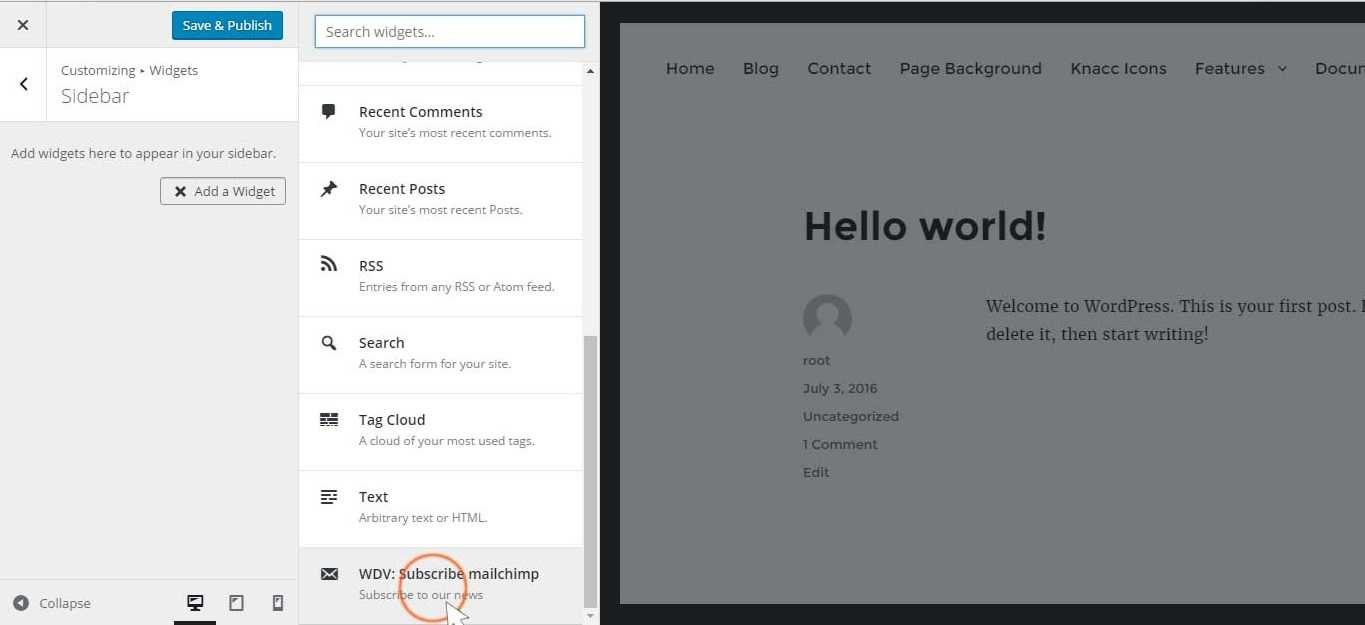 Save & Publish
Customizing ▸ Widgets
Sidebar
Add widgets here to appear in your sidebar.
Add a Widget
Collapse
Search widgets...
Recent Comments
Your site's most recent comments.
Recent Posts
Your site's most recent Posts.
RSS
Entries from any RSS or Atom feed.
Search
A search form for your site.
Tag Cloud
A cloud of your most used tags.
Text
Arbitrary text or HTML.
WDV: Subscribe mailchimp
Subscribe to our news
Home Blog Contact Page Background Knacc Icons Features Docum
Hello world!
root
July 3, 2016
Uncategorized
1 Comment
Edit
Welcome to WordPress. This is your first post.
delete it, then start writing!